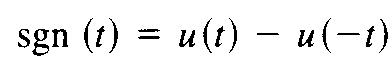 sgn (t) = u(t) − u(−t)